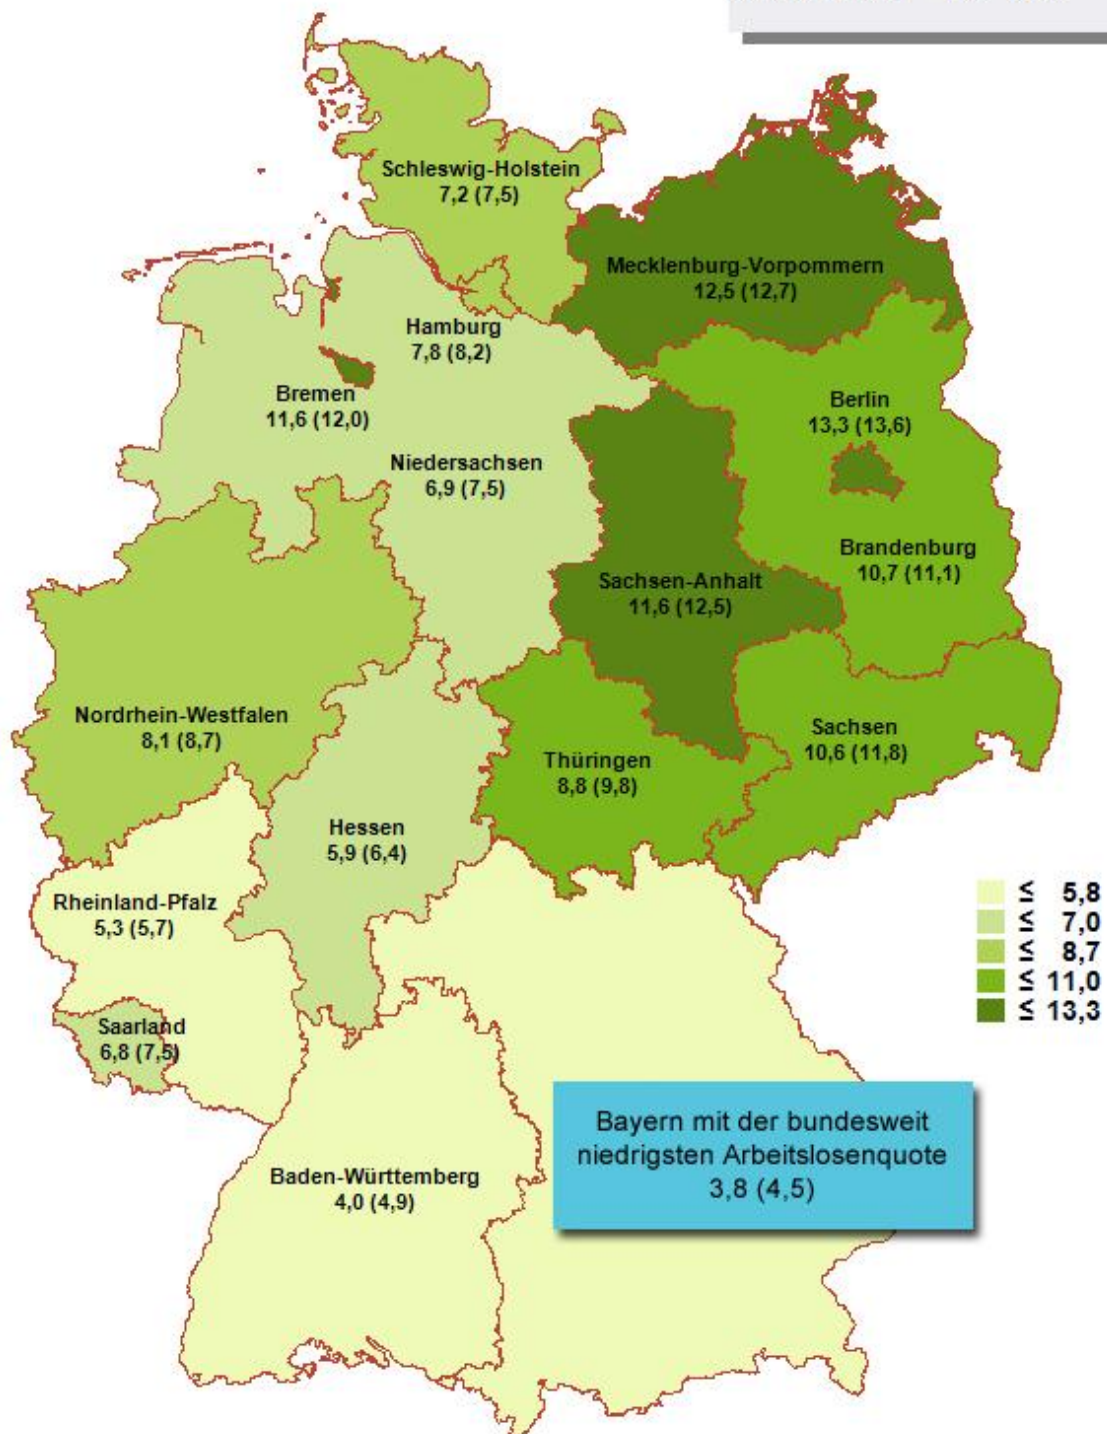 Schleswig-Holstein
7,2 (7,5)
Mecklenburg-Vorpommern
12,5 (12,7)
Hamburg
7,8 (8,2)
Bremen
11,6 (12,0)
Berlin
13,3 (13,6)
Niedersachsen
6,9 (7,5)
Brandenburg
10,7 (11,1)
Sachsen-Anhalt
11,6 (12,5)
Nordrhein-Westfalen
8,1 (8,7)
Sachsen
10,6 (11,8)
Thüringen
8,8 (9,8)
Hessen
5,9 (6,4)
Rheinland-Pfalz
5,3 (5,7)
≤ 5,8
≤ 7,0
≤ 8,7
≤ 11,0
≤ 13,3
Saarland
6,8 (7,5)
Bayern mit der bundesweit
niedrigsten Arbeitslosenquote
3,8 (4,5)
Baden-Württemberg
4,0 (4,9)